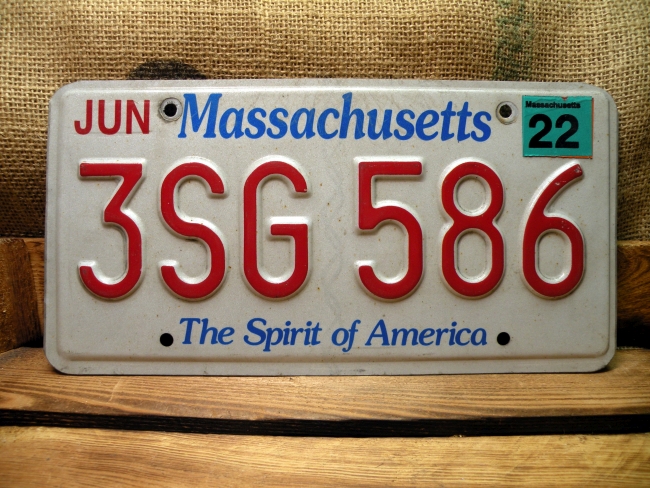 JUN Massachusetts
Massachusetts
22
3SG 586
The Spirit of America